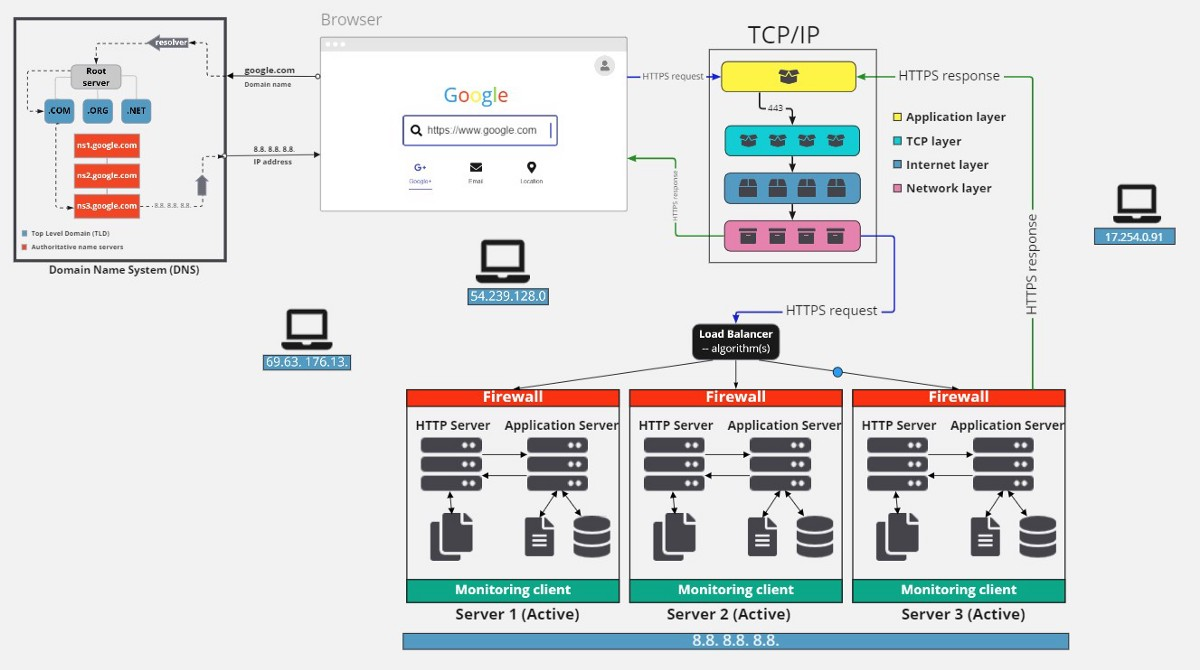 Browser
TCP/IP
resolver
Root
server
.COM
.ORG
.NET
ns1.google.com
ns2.google.com
ns3.google.com
8.8. 8.8. 8.8.
Top Level Domain (TLD)
Authoritative name servers
Domain Name System (DNS)
google.com
Domain name
8.8. 8.8. 8.8.
IP address
Google
https://www.google.com
G+
Google+
Email
Location
HTTPS request
HTTPS response
HTTPS response
443
Application layer
TCP layer
Internet layer
Network layer
HTTPS response
17.254.0.91
54.239.128.0
69.63. 176.13.
HTTPS request
Load Balancer
-- algorithm(s)
Firewall
HTTP Server
Application Server
Monitoring client
Server 1 (Active)
Firewall
HTTP Server
Application Server
Monitoring client
Server 2 (Active)
Firewall
HTTP Server
Application Server
Monitoring client
Server 3 (Active)
8.8. 8.8. 8.8.